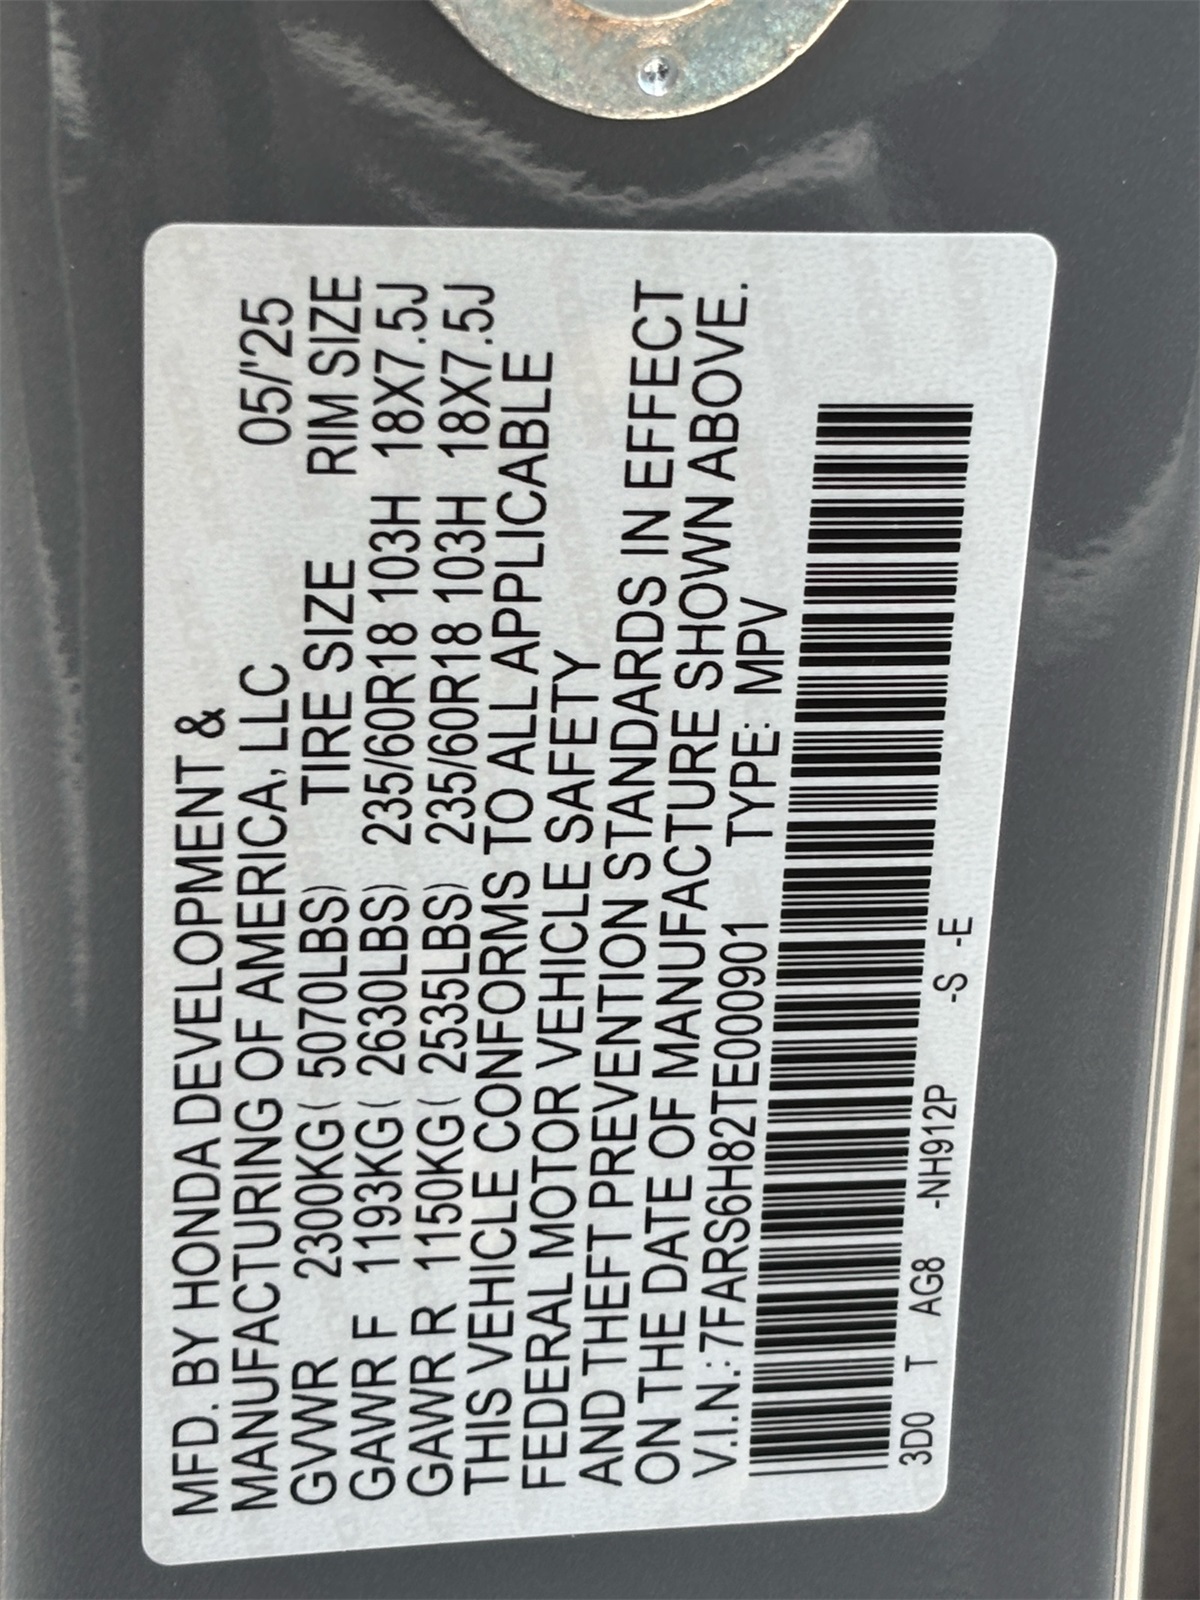 MFD. BY HONDA DEVELOPMENT &
MANUFACTURING OF AMERICA, LLC 05/'25
GVWR 2300KG( 5070LBS) TIRE SIZE RIM SIZE
GAWR F 1193KG( 2630LBS) 235/60R18 103H 18X7.5J
GAWR R 1150KG( 2535LBS) 235/60R18 103H 18X7.5J
THIS VEHICLE CONFORMS TO ALL APPLICABLE
FEDERAL MOTOR VEHICLE SAFETY
AND THEFT PREVENTION STANDARDS IN EFFECT
ON THE DATE OF MANUFACTURE SHOWN ABOVE.
V.I.N.: 7FARS6H82TE000901 TYPE: MPV
3D0 T AG8 -NH912P -S -E